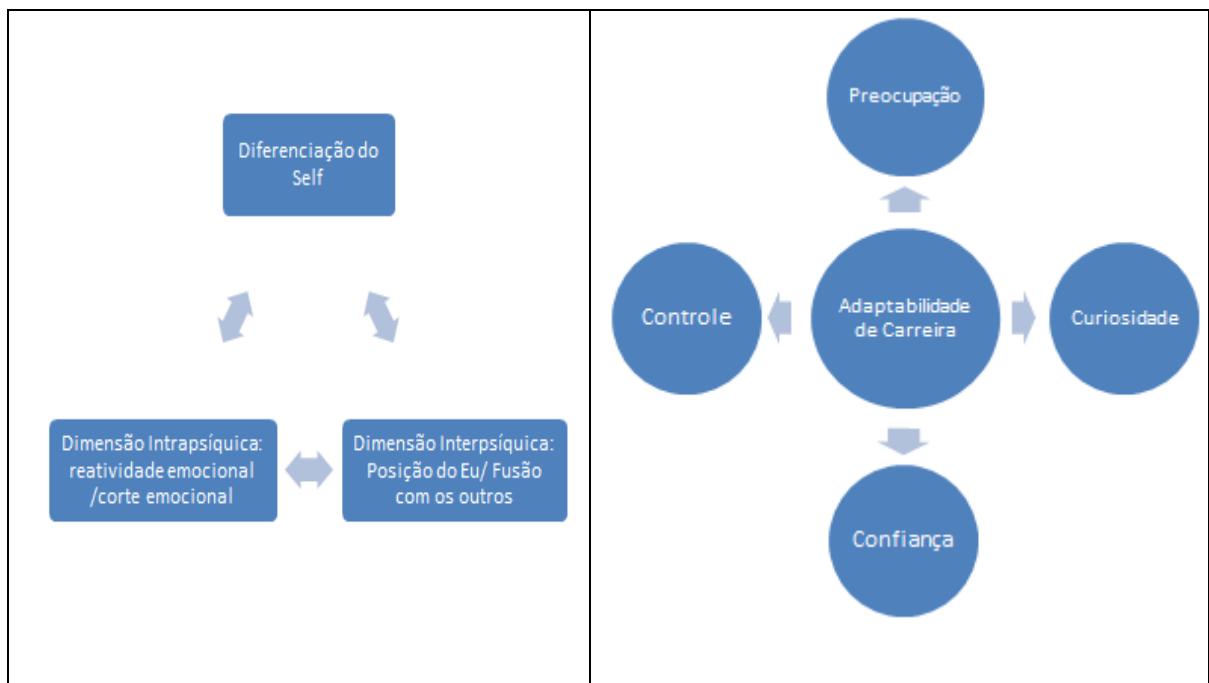 Diferenciação do
Self
Dimensão Intrapsíquica:
reatividade emocional
/corte emocional
Dimensão Interpsíquica:
Posição do Eu/ Fusão
com os outros
Preocupação
Controle
Adaptabilidade
de Carreira
Curiosidade
Confiança